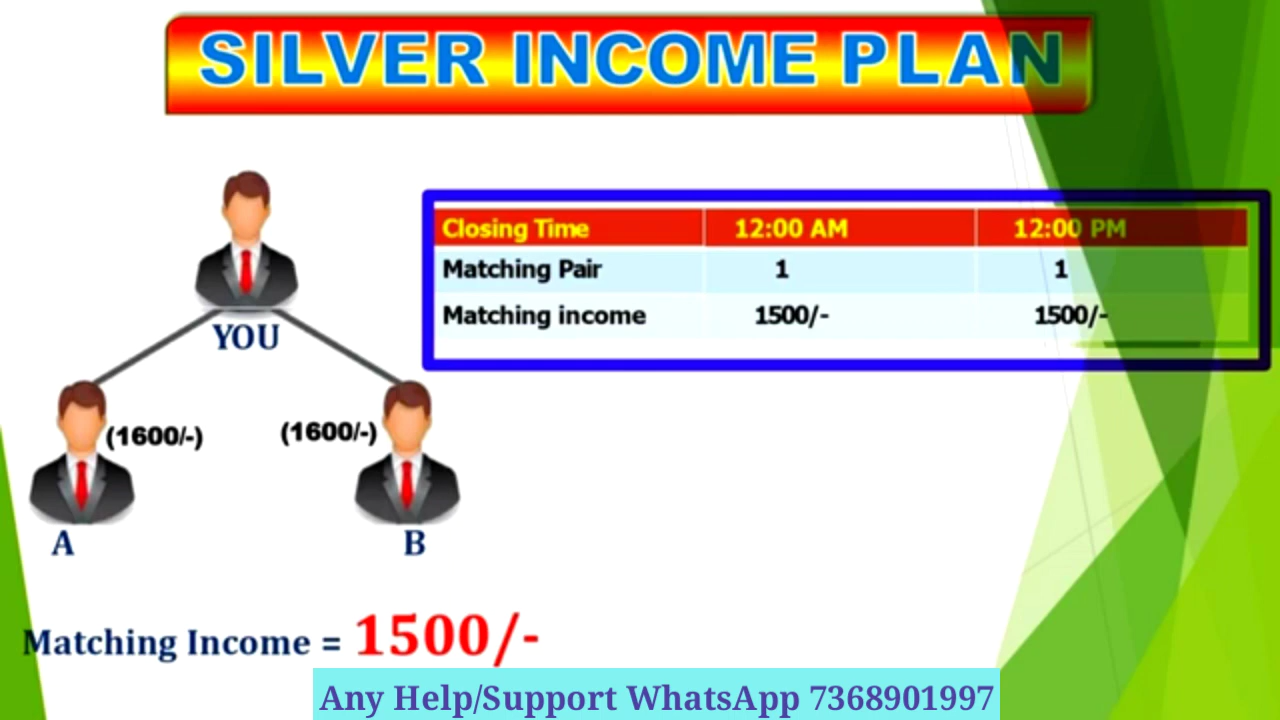 SILVER INCOME PLAN
Closing Time 12:00 AM 12:00 PM
Matching Pair 1 1
Matching income 1500/- 1500/-
YOU
(1600/-) (1600/-)
A B
Matching Income = 1500/-
Any Help/Support WhatsApp 7368901997